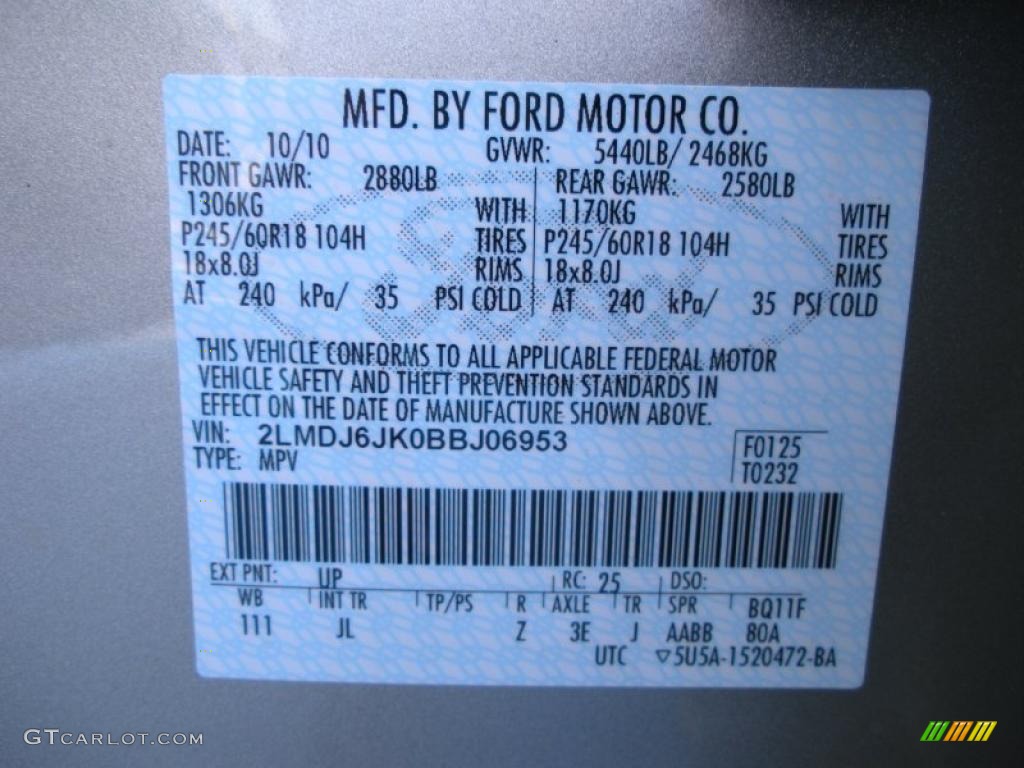 MFD. BY FORD MOTOR CO.
DATE: 10/10 GVWR: 5440LB/ 2468KG
FRONT GAWR: 2880LB REAR GAWR: 2580LB
1306KG WITH 1170KG WITH
P245/60R18 104H TIRES P245/60R18 104H TIRES
18x8.0J RIMS 18x8.0J RIMS
AT 240 kPa/ 35 PSI COLD AT 240 kPa/ 35 PSI COLD
THIS VEHICLE CONFORMS TO ALL APPLICABLE FEDERAL MOTOR
VEHICLE SAFETY AND THEFT PREVENTION STANDARDS IN
EFFECT ON THE DATE OF MANUFACTURE SHOWN ABOVE.
VIN: 2LMDJ6JK0BBJ06953 F0125
TYPE: MPV T0232
EXT PNT: UP RC: 25 DSO:
WB INT TR TP/PS R AXLE TR SPR BQ11F
111 JL Z 3E J AABB 80A
UTC ▽5U5A-1520472-BA
GTCARLOT.COM